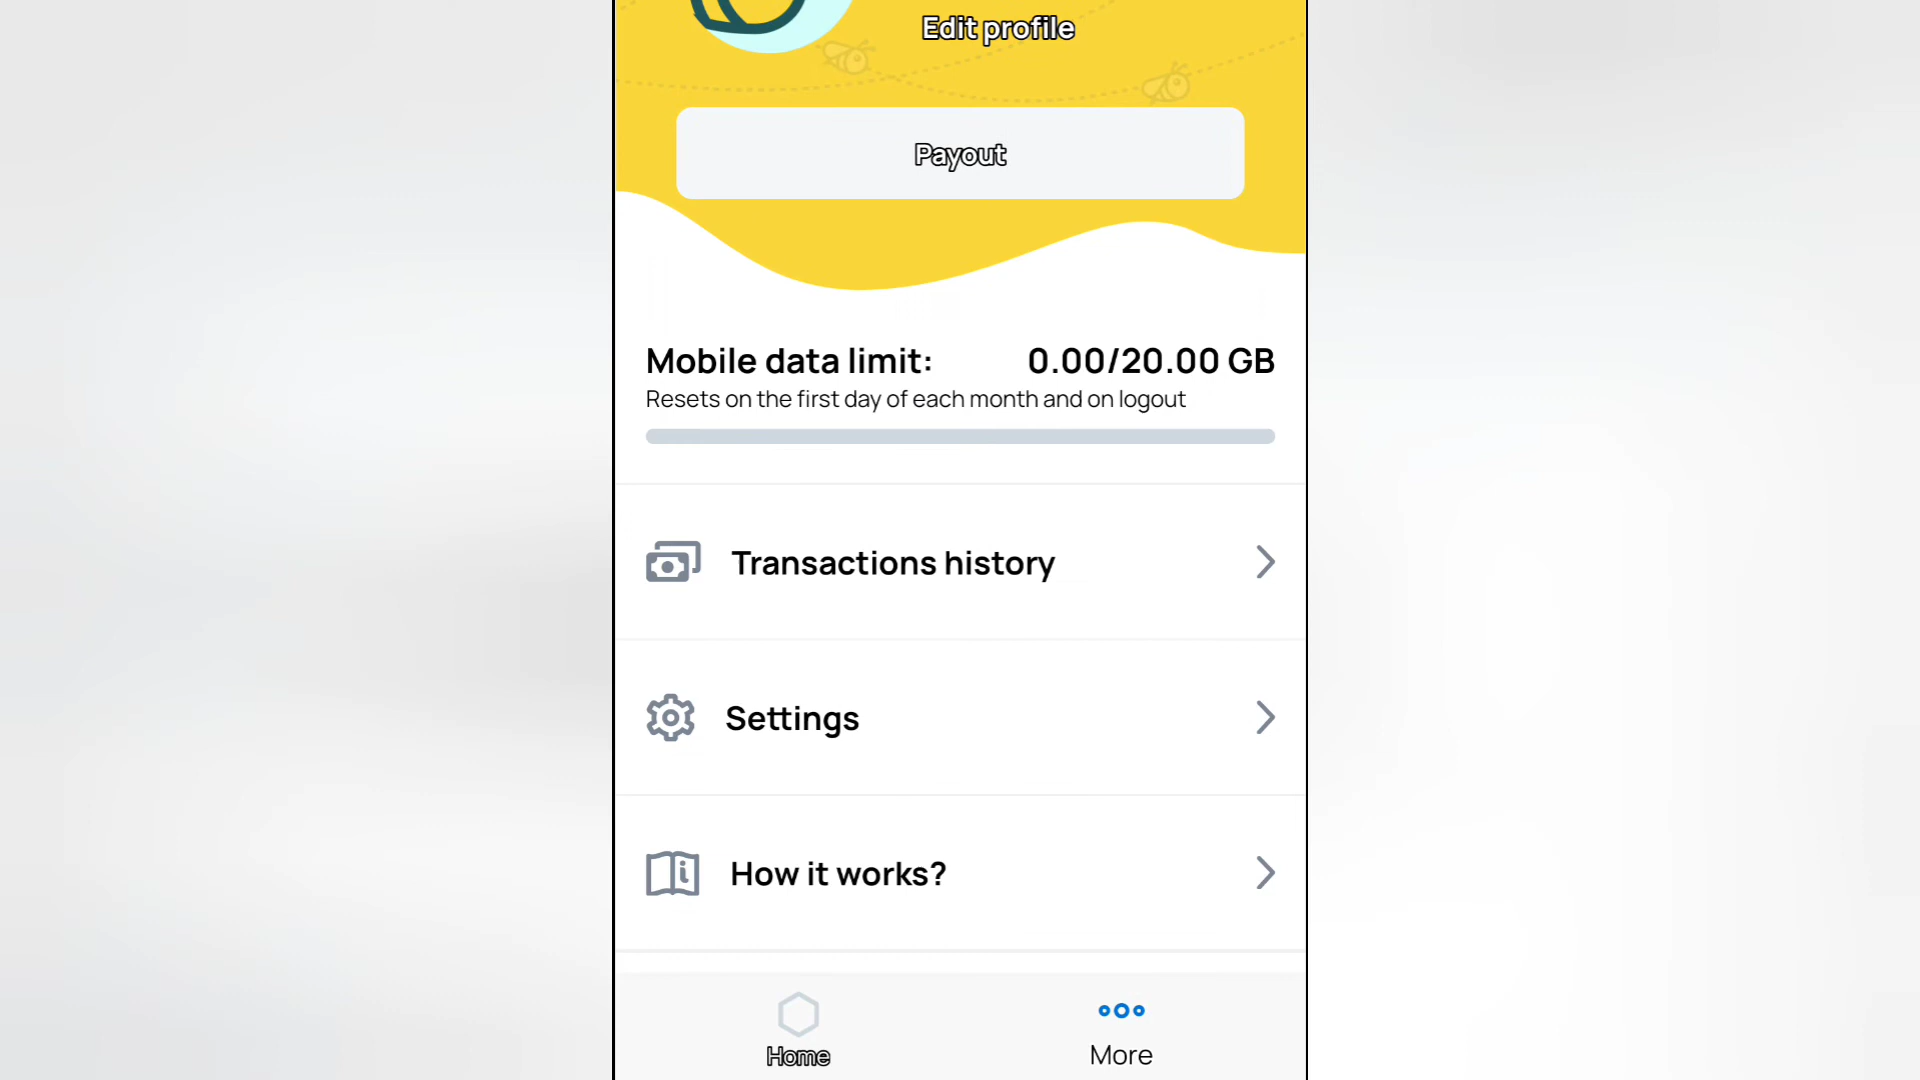 Edit profile
Payout
Mobile data limit: 0.00/20.00 GB
Resets on the first day of each month and on logout
Transactions history
Settings
How it works?
Home
More